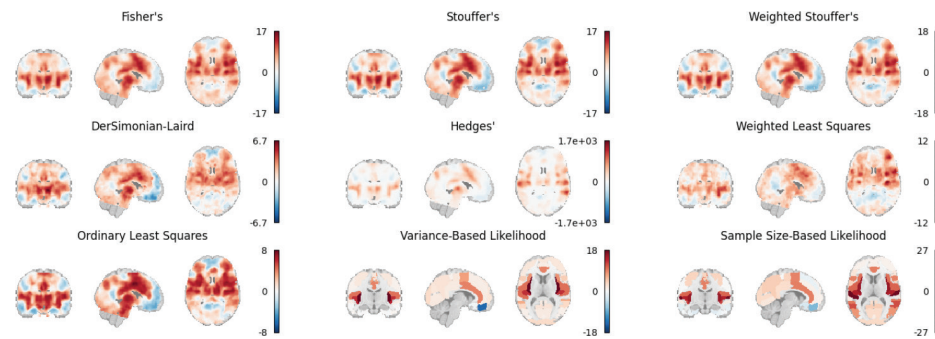 Fisher's
17
0
-17
Stouffer's
17
0
-17
Weighted Stouffer's
18
0
-18
DerSimonian-Laird
6.7
0
-6.7
Hedges'
1.7e+03
0
-1.7e+03
Weighted Least Squares
12
0
-12
Ordinary Least Squares
8
0
-8
Variance-Based Likelihood
18
0
-18
Sample Size-Based Likelihood
27
0
-27